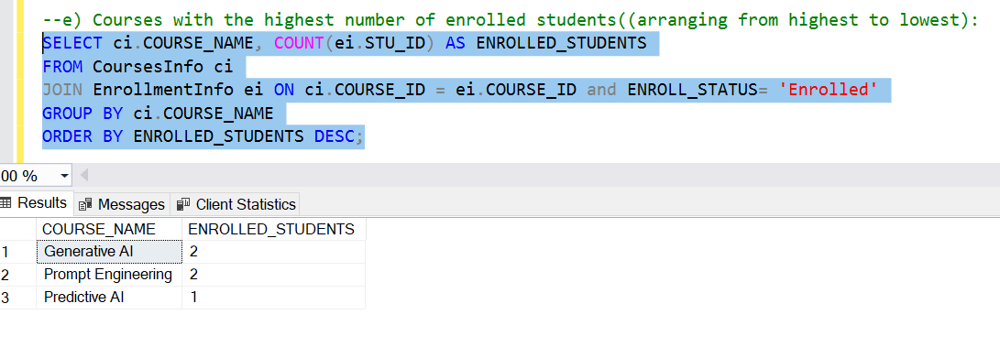 --e) Courses with the highest number of enrolled students((arranging from highest to lowest):
SELECT ci.COURSE_NAME, COUNT(ei.STU_ID) AS ENROLLED_STUDENTS
FROM CoursesInfo ci
JOIN EnrollmentInfo ei ON ci.COURSE_ID = ei.COURSE_ID and ENROLL_STATUS= 'Enrolled'
GROUP BY ci.COURSE_NAME
ORDER BY ENROLLED_STUDENTS DESC;
00 %
Results Messages Client Statistics
COURSE_NAME ENROLLED_STUDENTS
1 Generative AI 2
2 Prompt Engineering 2
3 Predictive AI 1